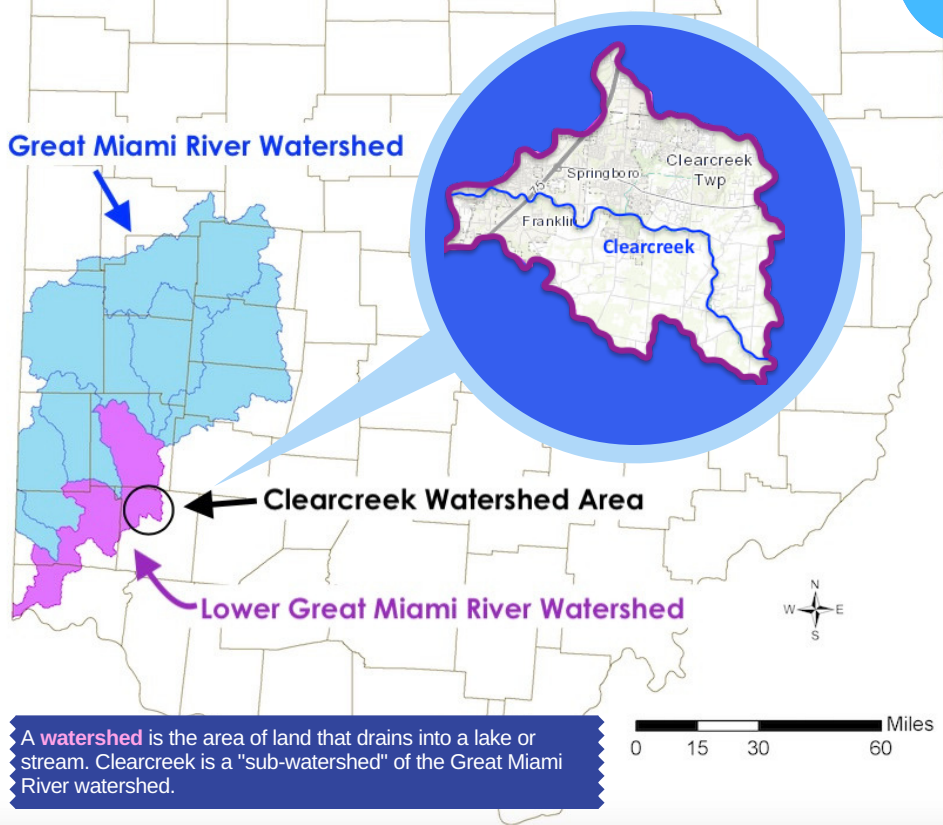 Great Miami River Watershed
Clearcreek
Twp
Springboro
75
Franklin
Clearcreek
Clearcreek Watershed Area
Lower Great Miami River Watershed
N
W E
S
A watershed is the area of land that drains into a lake or
stream. Clearcreek is a "sub-watershed" of the Great Miami
River watershed.
Miles
0 15 30 60